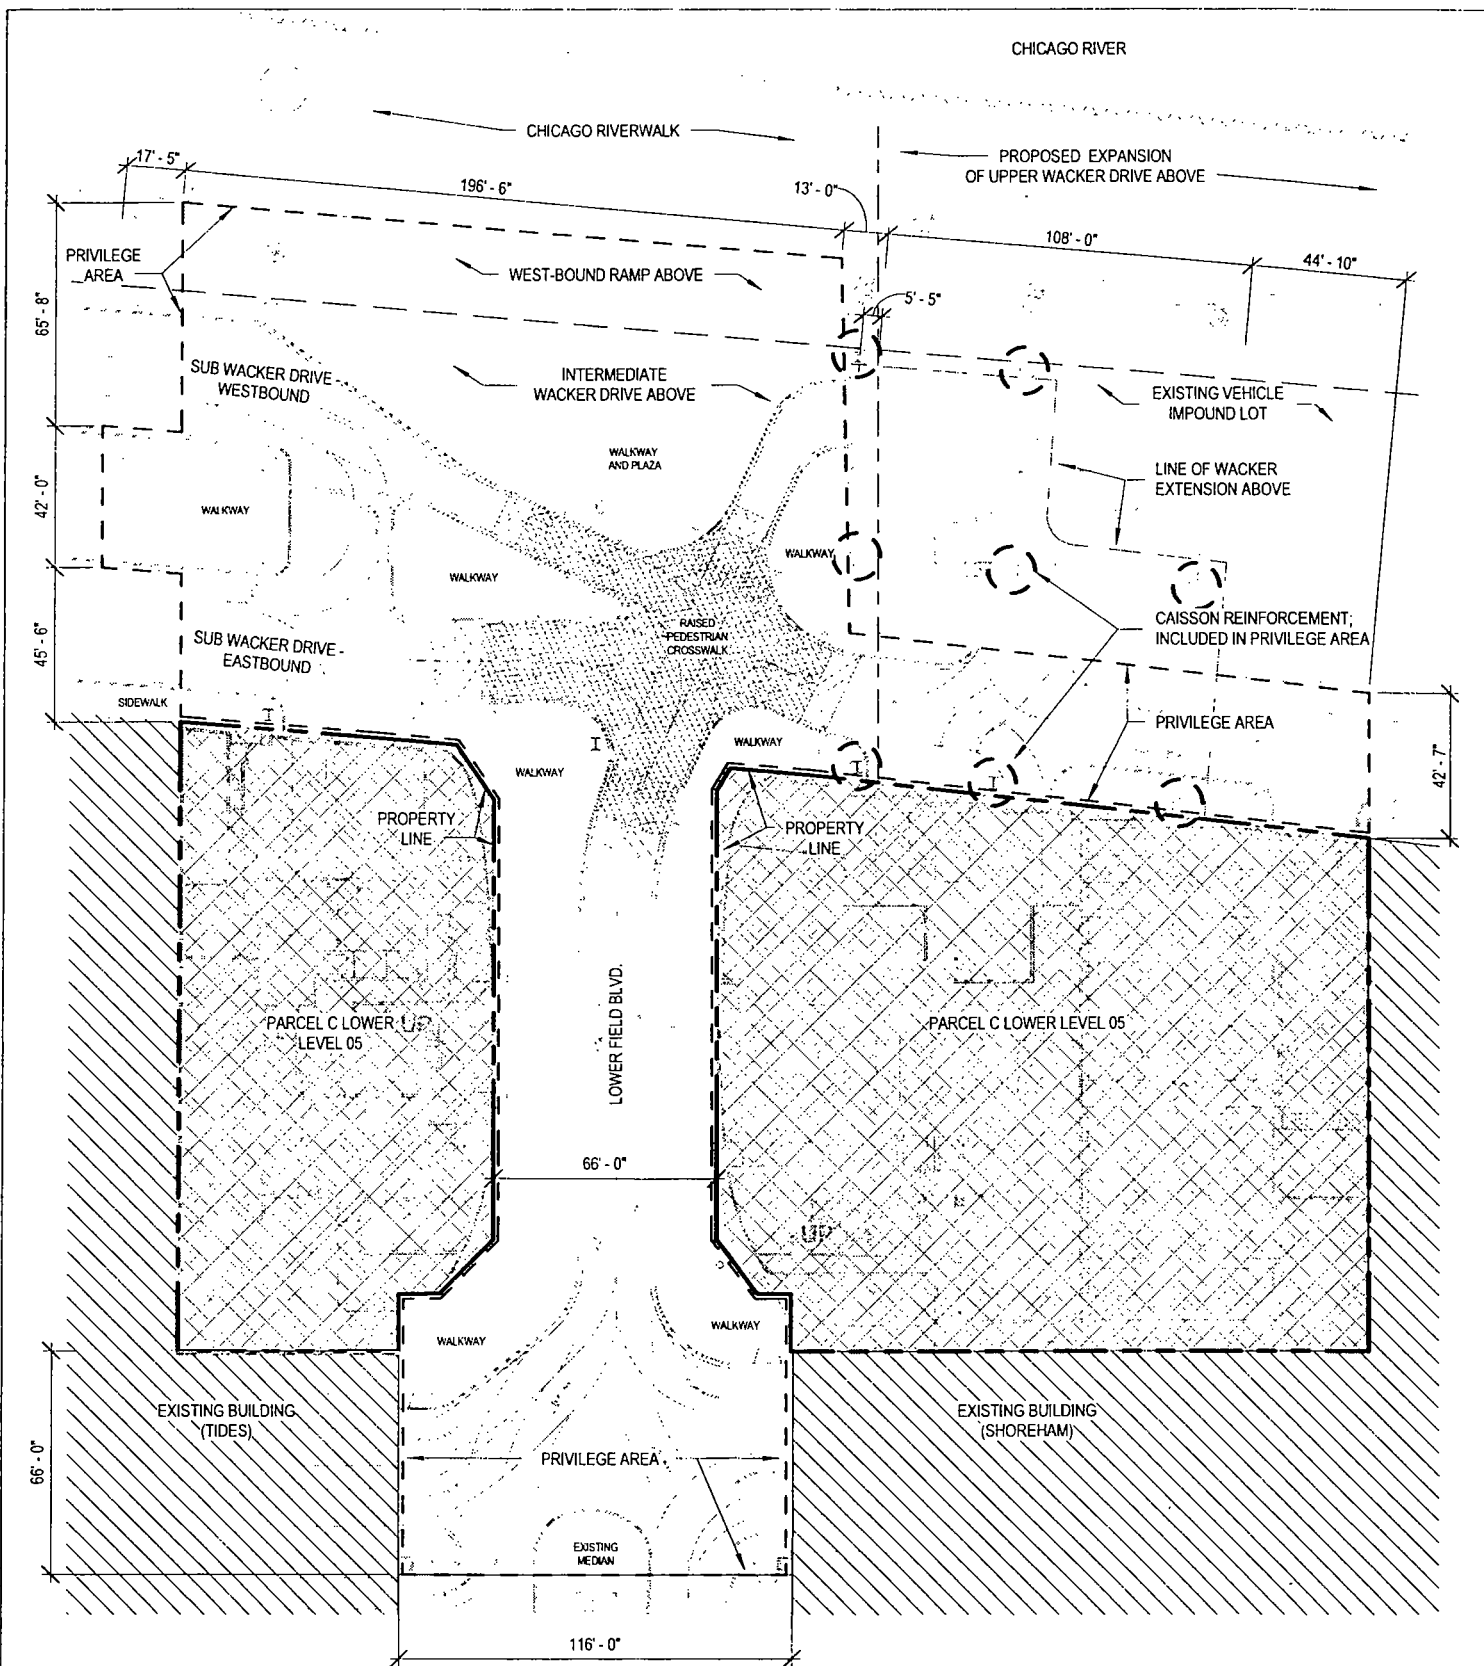 CHICAGO RIVER
CHICAGO RIVERWALK
PROPOSED EXPANSION
OF UPPER WACKER DRIVE ABOVE
17' - 5"
196' - 6"
13' - 0"
108' - 0"
44' - 10"
PRIVILEGE
AREA
WEST-BOUND RAMP ABOVE
5' - 5"
65' - 8"
SUB WACKER DRIVE -
WESTBOUND
INTERMEDIATE
WACKER DRIVE ABOVE
EXISTING VEHICLE
IMPOUND LOT
WALKWAY
AND PLAZA
LINE OF WACKER
EXTENSION ABOVE
42' - 0"
WALKWAY
WALKWAY
WALKWAY
CAISSON REINFORCEMENT;
INCLUDED IN PRIVILEGE AREA
RAISED
PEDESTRIAN
CROSSWALK
45' - 6"
SUB WACKER DRIVE -
EASTBOUND
SIDEWALK
PRIVILEGE AREA
WALKWAY
WALKWAY
42' - 7"
PROPERTY
LINE
PROPERTY
LINE
LOWER FIELD BLVD.
PARCEL C LOWER
LEVEL 05
UP
PARCEL C LOWER LEVEL 05
66' - 0"
UP
WALKWAY
WALKWAY
EXISTING BUILDING
(TIDES)
EXISTING BUILDING
(SHOREHAM)
66' - 0"
PRIVILEGE AREA
EXISTING
MEDIAN
116' - 0"